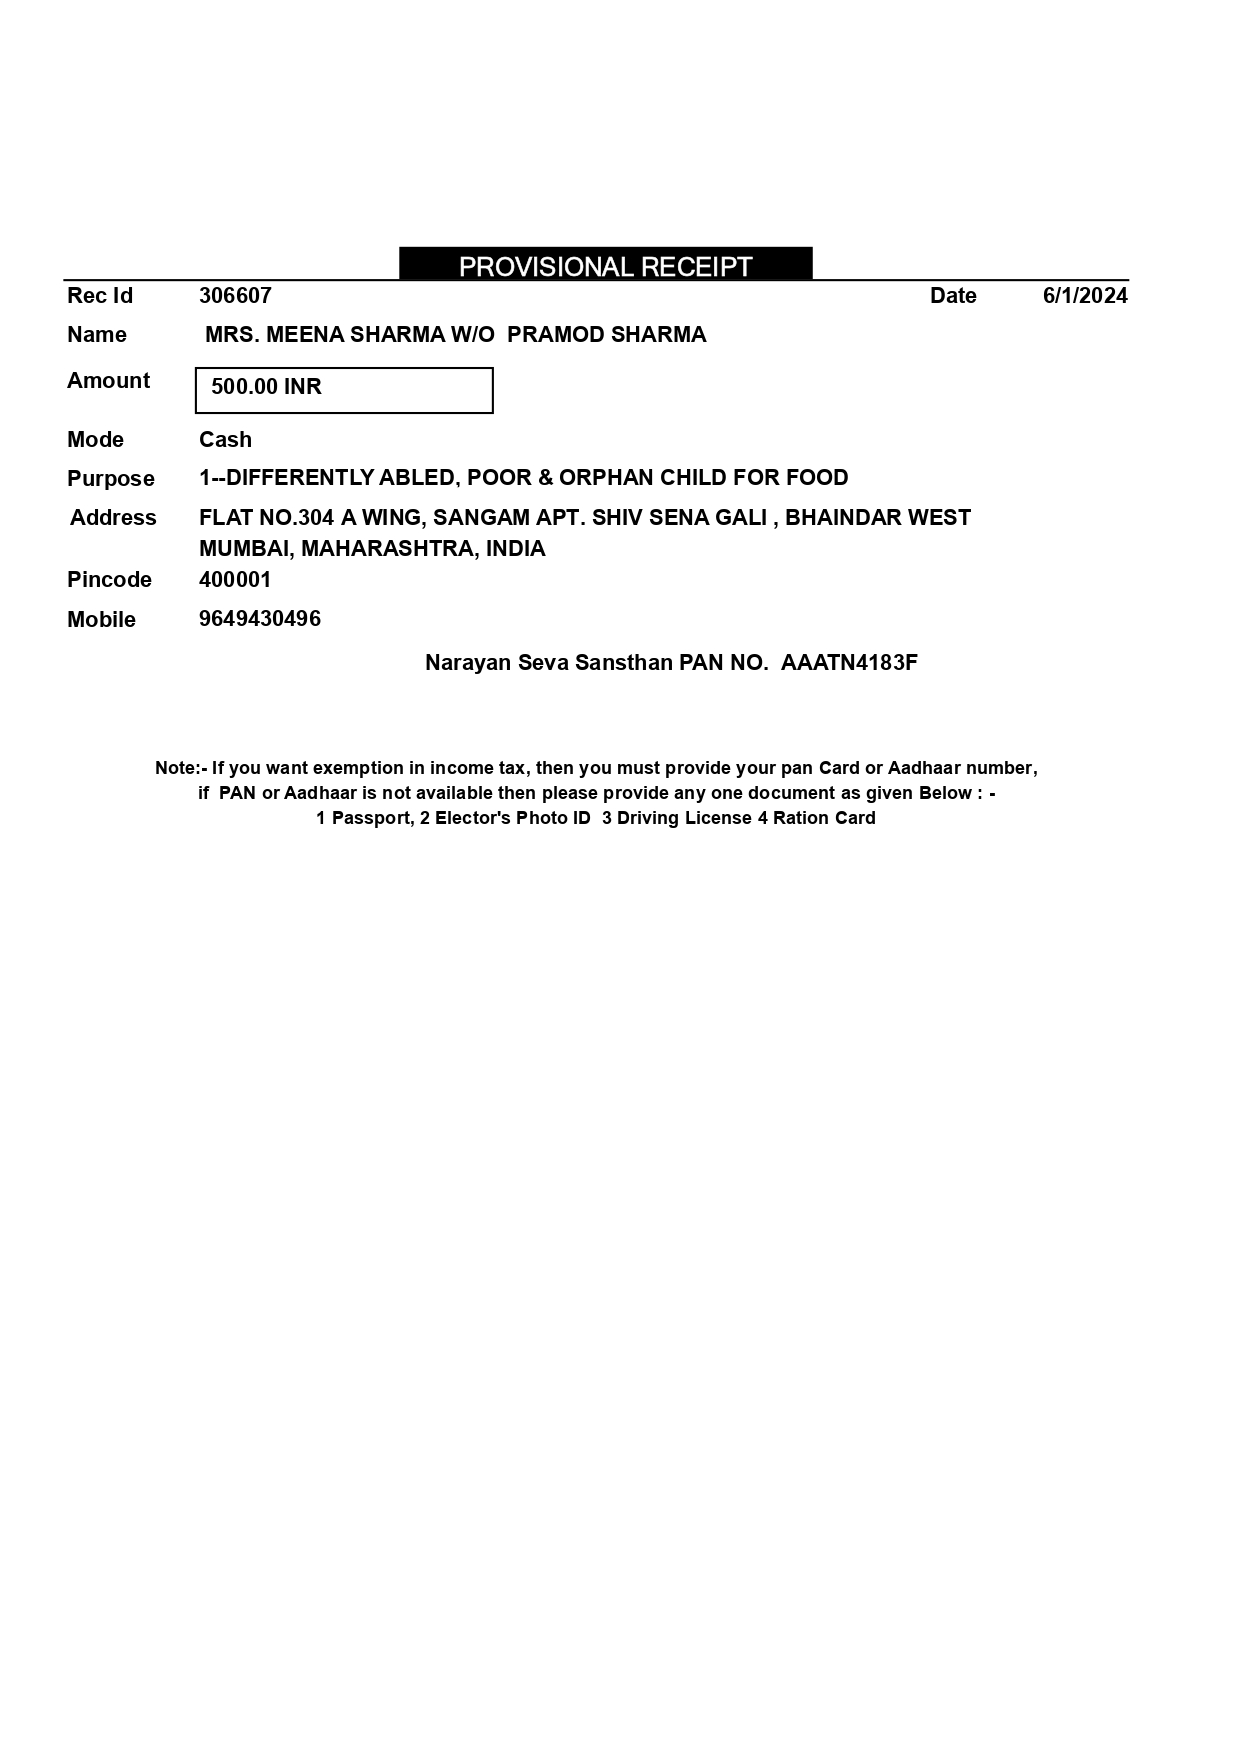 PROVISIONAL RECEIPT
Rec Id 306607 Date 6/1/2024
Name MRS. MEENA SHARMA W/O PRAMOD SHARMA
Amount 500.00 INR
Mode Cash
Purpose 1--DIFFERENTLY ABLED, POOR & ORPHAN CHILD FOR FOOD
Address FLAT NO.304 A WING, SANGAM APT. SHIV SENA GALI , BHAINDAR WEST
MUMBAI, MAHARASHTRA, INDIA
Pincode 400001
Mobile 9649430496
Narayan Seva Sansthan PAN NO. AAATN4183F
Note:- If you want exemption in income tax, then you must provide your pan Card or Aadhaar number,
if PAN or Aadhaar is not available then please provide any one document as given Below : -
1 Passport, 2 Elector's Photo ID 3 Driving License 4 Ration Card